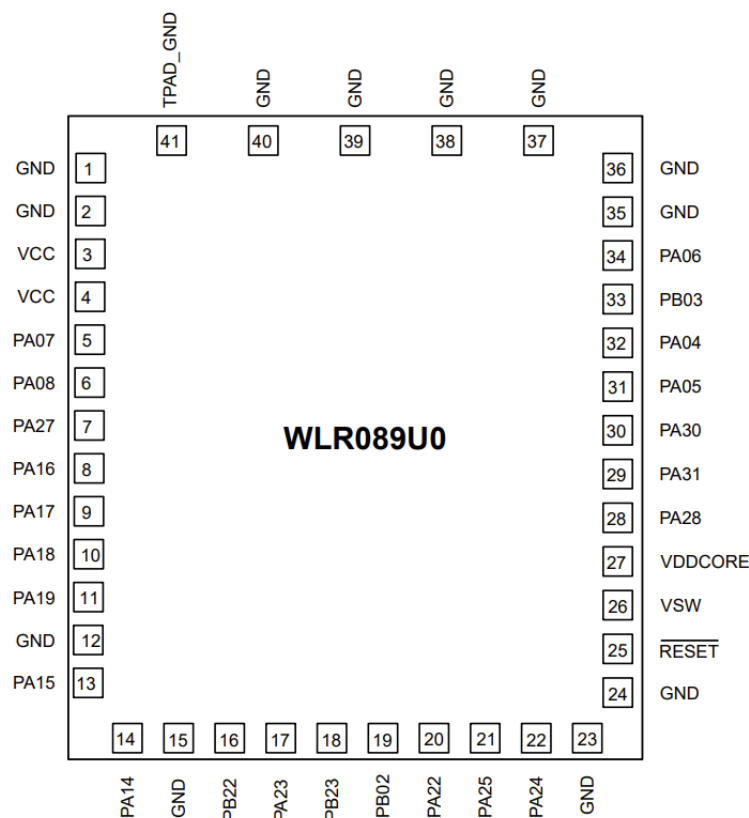 TPAD_GND GND GND GND GND
41 40 39 38 37
GND 1 36 GND
GND 2 35 GND
VCC 3 34 PA06
VCC 4 33 PB03
PA07 5 32 PA04
PA08 6 31 PA05
PA27 7 30 PA30
WLR089U0
PA16 8 29 PA31
PA17 9 28 PA28
PA18 10 27 VDDCORE
PA19 11 26 VSW
GND 12 25 RESET
PA15 13 24 GND
14 15 16 17 18 19 20 21 22 23
PA14 GND PB22 PA23 PB23 PB02 PA22 PA25 PA24 GND